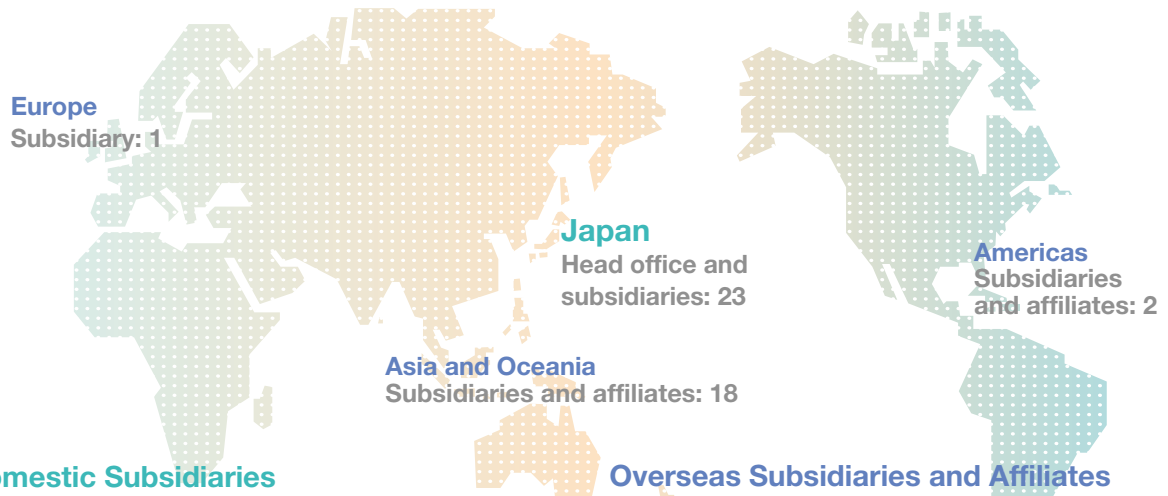 Europe
Subsidiary: 1
Japan
Head office and
subsidiaries: 23
Americas
Subsidiaries
and affiliates: 2
Asia and Oceania
Subsidiaries and affiliates: 18
omestic Subsidiaries
Overseas Subsidiaries and Affiliates